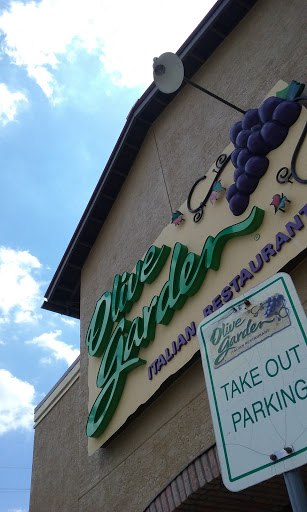 Olive
Garden
ITALIAN RESTAURANT
Olive
Garden
TAKE OUT
PARKING